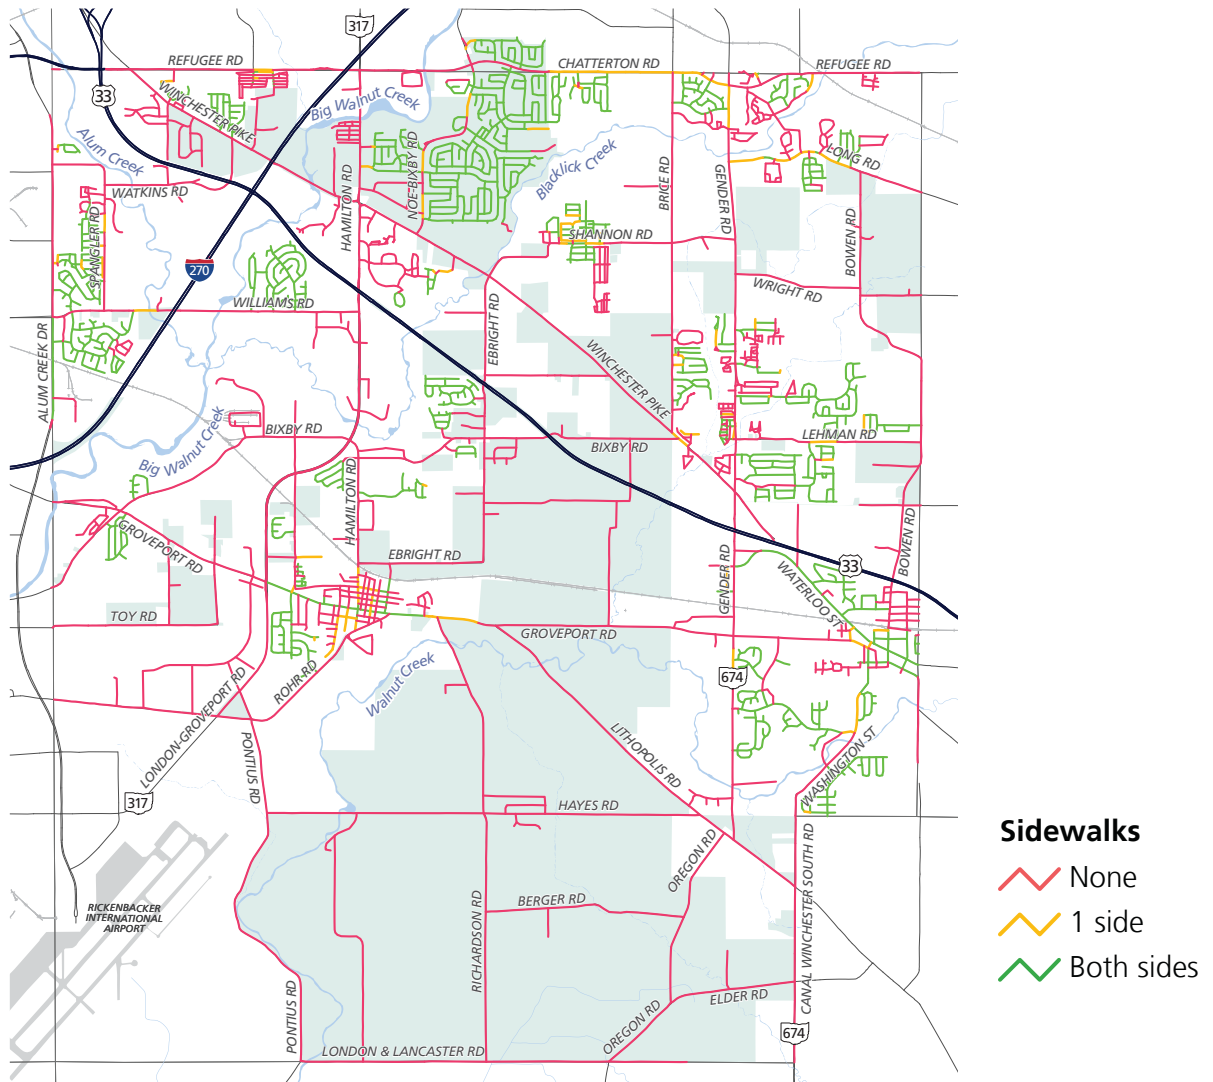 317
REFUGEE RD
CHATTERTON RD
REFUGEE RD
33
WINCHESTER PIKE
Big Walnut Creek
Alum Creek
NOE-BIXBY RD
Blacklick Creek
LONG RD
WATKINS RD
HAMILTON RD
BRICE RD
GENDER RD
SPANGLER RD
SHANNON RD
BOWEN RD
270
WRIGHT RD
WILLIAMS RD
EBRIGHT RD
ALUM CREEK DR
WINCHESTER PIKE
Big Walnut Creek
BIXBY RD
BIXBY RD
LEHMAN RD
HAMILTON RD
GROVEPORT RD
EBRIGHT RD
GENDER RD
33
BOWEN RD
WATERLOO ST
TOY RD
GROVEPORT RD
Walnut Creek
674
ROHR RD
LONDON-GROVEPORT RD
PONTIUS RD
LITHOPOLIS RD
WASHINGTON ST
317
HAYES RD
Sidewalks
None
1 side
Both sides
OREGON RD
CANAL WINCHESTER SOUTH RD
RICKENBACKER
INTERNATIONAL
AIRPORT
BERGER RD
RICHARDSON RD
PONTIUS RD
ELDER RD
OREGON RD
674
LONDON & LANCASTER RD